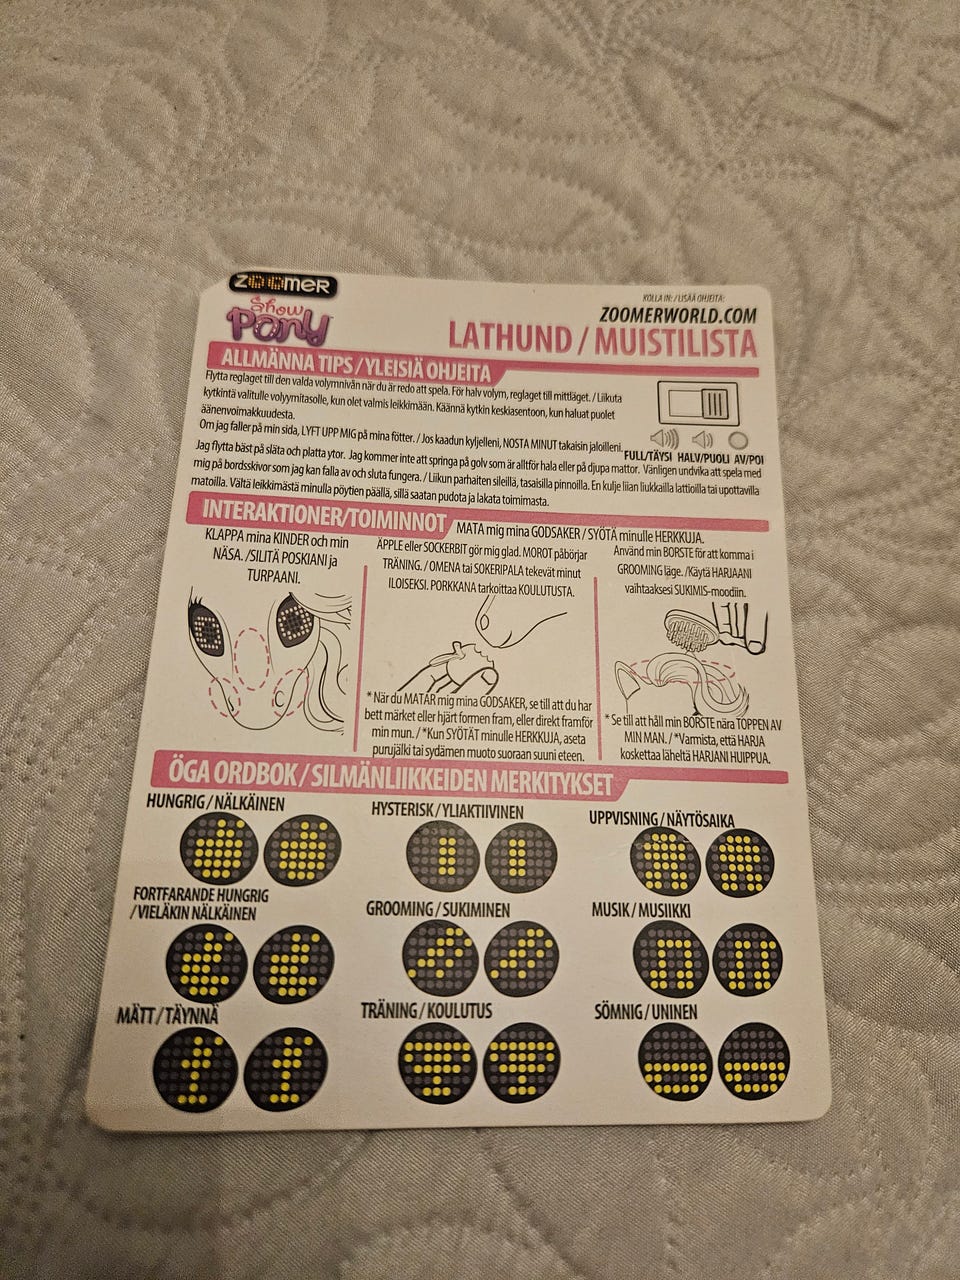 ZOOMER
Show
Pony
KOLLA IN: / LISÄÄ OHJEITA:
ZOOMERWORLD.COM
LATHUND / MUISTILISTA
ALLMÄNNA TIPS / YLEISIÄ OHJEITA
Flytta reglaget till den valda volymnivån när du är redo att spela. För halv volym, reglaget till mittläget. / Liikuta
kytkintä valitulle volyymitasolle, kun olet valmis leikkimään. Käännä kytkin keskiasentoon, kun haluat puolet
äänenvoimakkuudesta.
Om jag faller på min sida, LYFT UPP MIG på mina fötter. / Jos kaadun kyljelleni, NOSTA MINUT takaisin jaloilleni.
FULL/TÄYSI HALV/PUOLI AV/POI
Jag flytta bäst på släta och platta ytor. Jag kommer inte att springa på golv som är alltför hala eller på djupa mattor. Vänligen undvika att spela med
mig på bordsskivor som jag kan falla av och sluta fungera. / Liikun parhaiten sileillä, tasaisilla pinnoilla. En kulje liian liukkailla lattioilla tai upottavilla
matoilla. Vältä leikkimästä minulla pöytien päällä, sillä saatan pudota ja lakata toimimasta.
INTERAKTIONER/TOIMINNOT
MATA mig mina GODSAKER / SYÖTÄ minulle HERKKUJA.
KLAPPA mina KINDER och min
NÄSA. /SILITÄ POSKIANI ja
TURPAANI.
ÄPPLE eller SOCKERBIT gör mig glad. MOROT påbörjar
TRÄNING. / OMENA tai SOKERIPALA tekevät minut
ILOISEKSI. PORKKANA tarkoittaa KOULUTUSTA.
* När du MATAR mig mina GODSAKER, se till att du har
bett märket eller hjärt formen fram, eller direkt framför
min mun. / *Kun SYÖTÄT minulle HERKKUJA, aseta
purujälki tai sydämen muoto suoraan suuni eteen.
Använd min BORSTE för att komma i
GROOMING läge. /Käytä HARJAANI
vaihtaaksesi SUKIMIS-moodiin.
* Se till att håll min BORSTE nära TOPPEN AV
MIN MAN. / *Varmista, että HARJA
koskettaa läheltä HARJANI HUIPPUA.
ÖGA ORDBOK / SILMÄNLIIKKEIDEN MERKITYKSET
HUNGRIG / NÄLKÄINEN
HYSTERISK / YLIAKTIIVINEN
UPPVISNING / NÄYTÖSAIKA
FORTFARANDE HUNGRIG
/ VIELÄKIN NÄLKÄINEN
GROOMING / SUKIMINEN
MUSIK / MUSIIKKI
MÄTT / TÄYNNÄ
TRÄNING / KOULUTUS
SÖMNIG / UNINEN